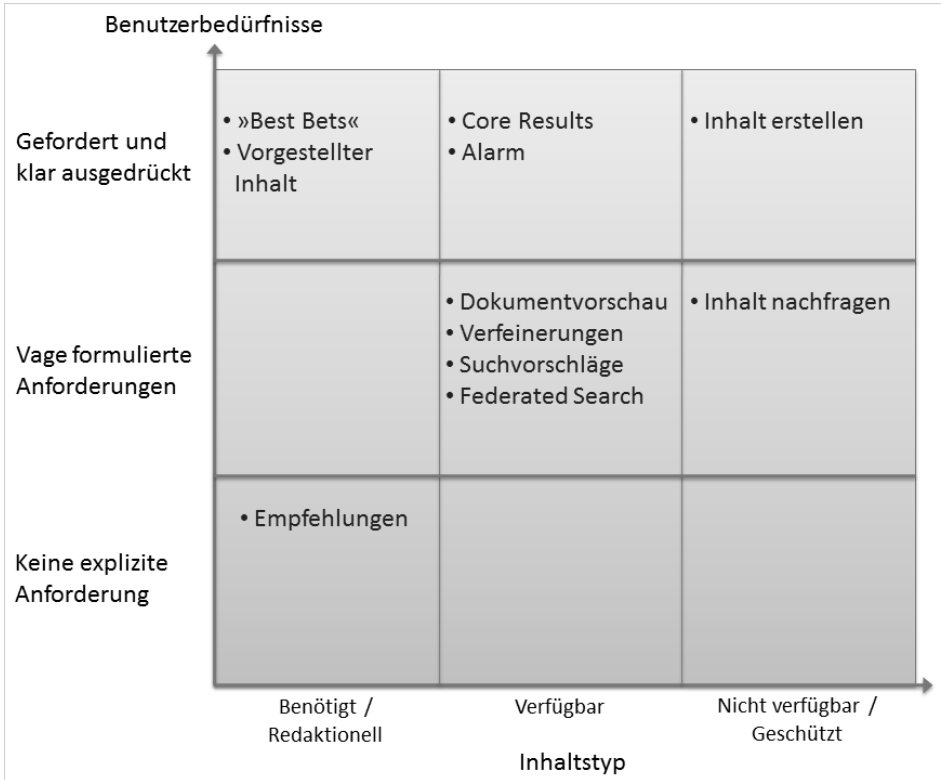 Benutzerbedürfnisse
Gefordert und
klar ausgedrückt
• »Best Bets«
• Vorgestellter
Inhalt
• Core Results
• Alarm
• Inhalt erstellen
Vage formulierte
Anforderungen
• Dokumentvorschau
• Verfeinerungen
• Suchvorschläge
• Federated Search
• Inhalt nachfragen
Keine explizite
Anforderung
• Empfehlungen
Benötigt /
Redaktionell
Verfügbar
Nicht verfügbar /
Geschützt
Inhaltstyp